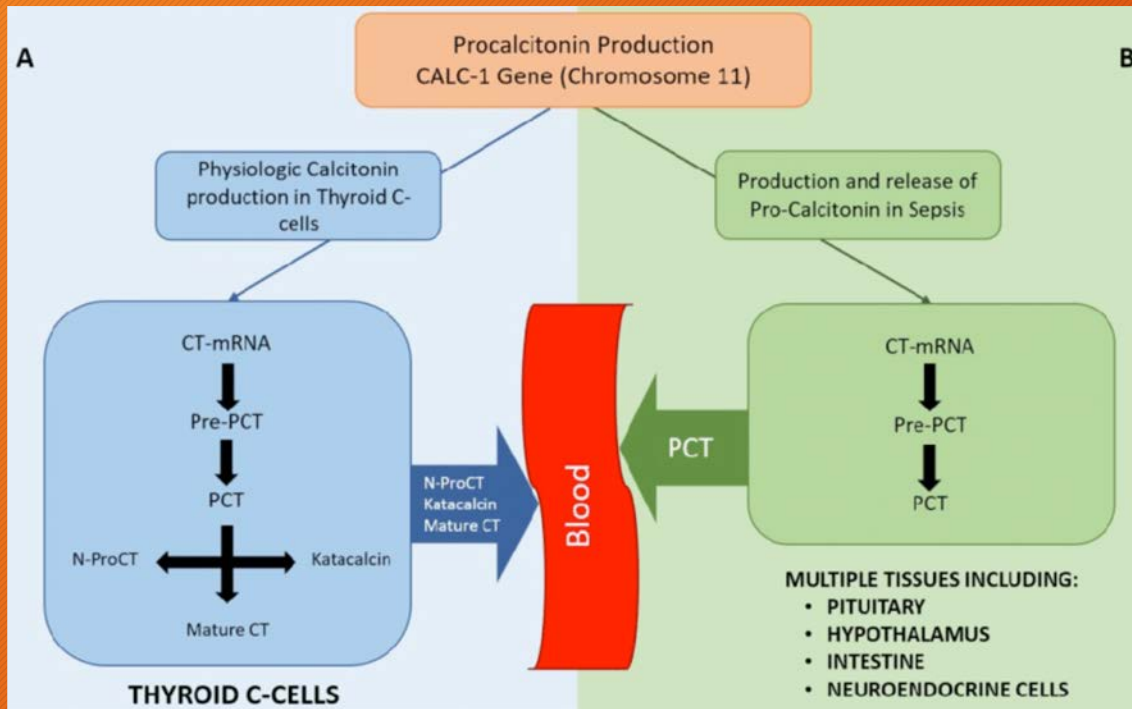 A
Procalcitonin Production
CALC-1 Gene (Chromosome 11)
B
Physiologic Calcitonin
production in Thyroid C-
cells
Production and release of
Pro-Calcitonin in Sepsis
CT-mRNA
Pre-PCT
PCT
N-ProCT
Katacalcin
Mature CT
THYROID C-CELLS
N-ProCT
Katacalcin
Mature CT
Blood
PCT
CT-mRNA
Pre-PCT
PCT
MULTIPLE TISSUES INCLUDING:
• PITUITARY
• HYPOTHALAMUS
• INTESTINE
• NEUROENDOCRINE CELLS